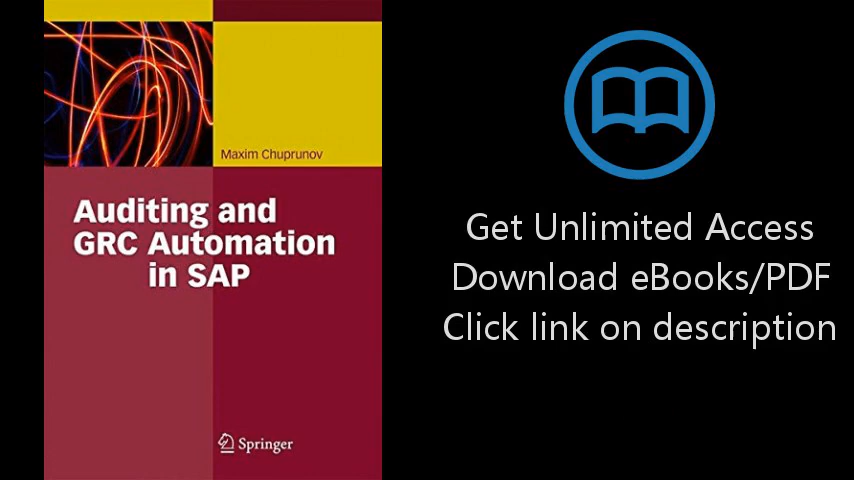 Maxim Chuprunov
Auditing and
GRC Automation
in SAP
Springer
Get Unlimited Access
Download eBooks/PDF
Click link on description